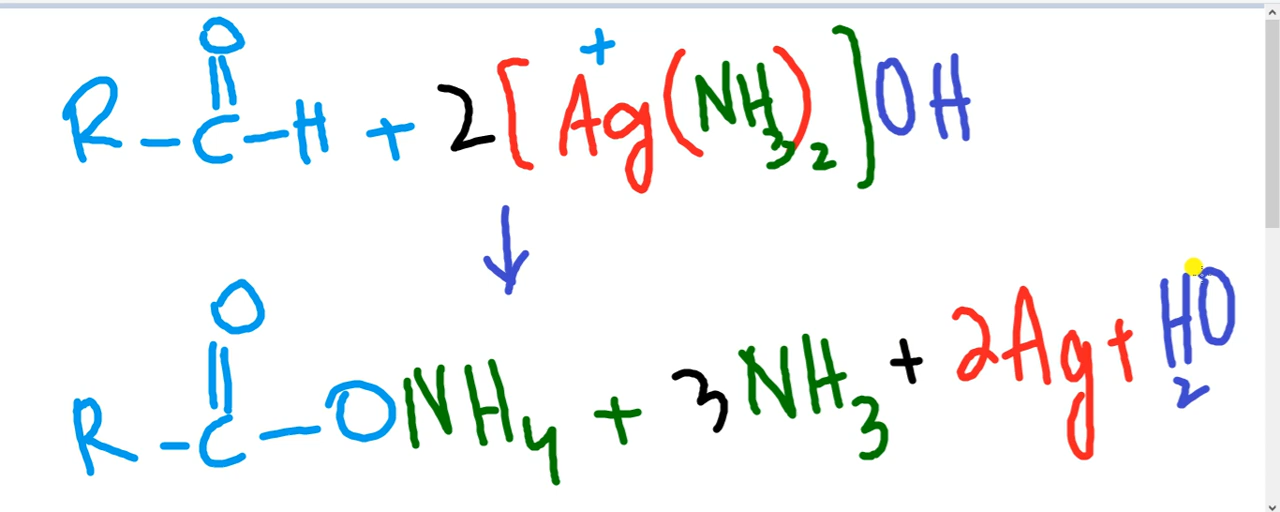 O
R-C-H + 2[Ag⁺(NH₃)₂]OH
↓
O
R-C-ONH₄ + 3NH₃ + 2Ag + H₂O